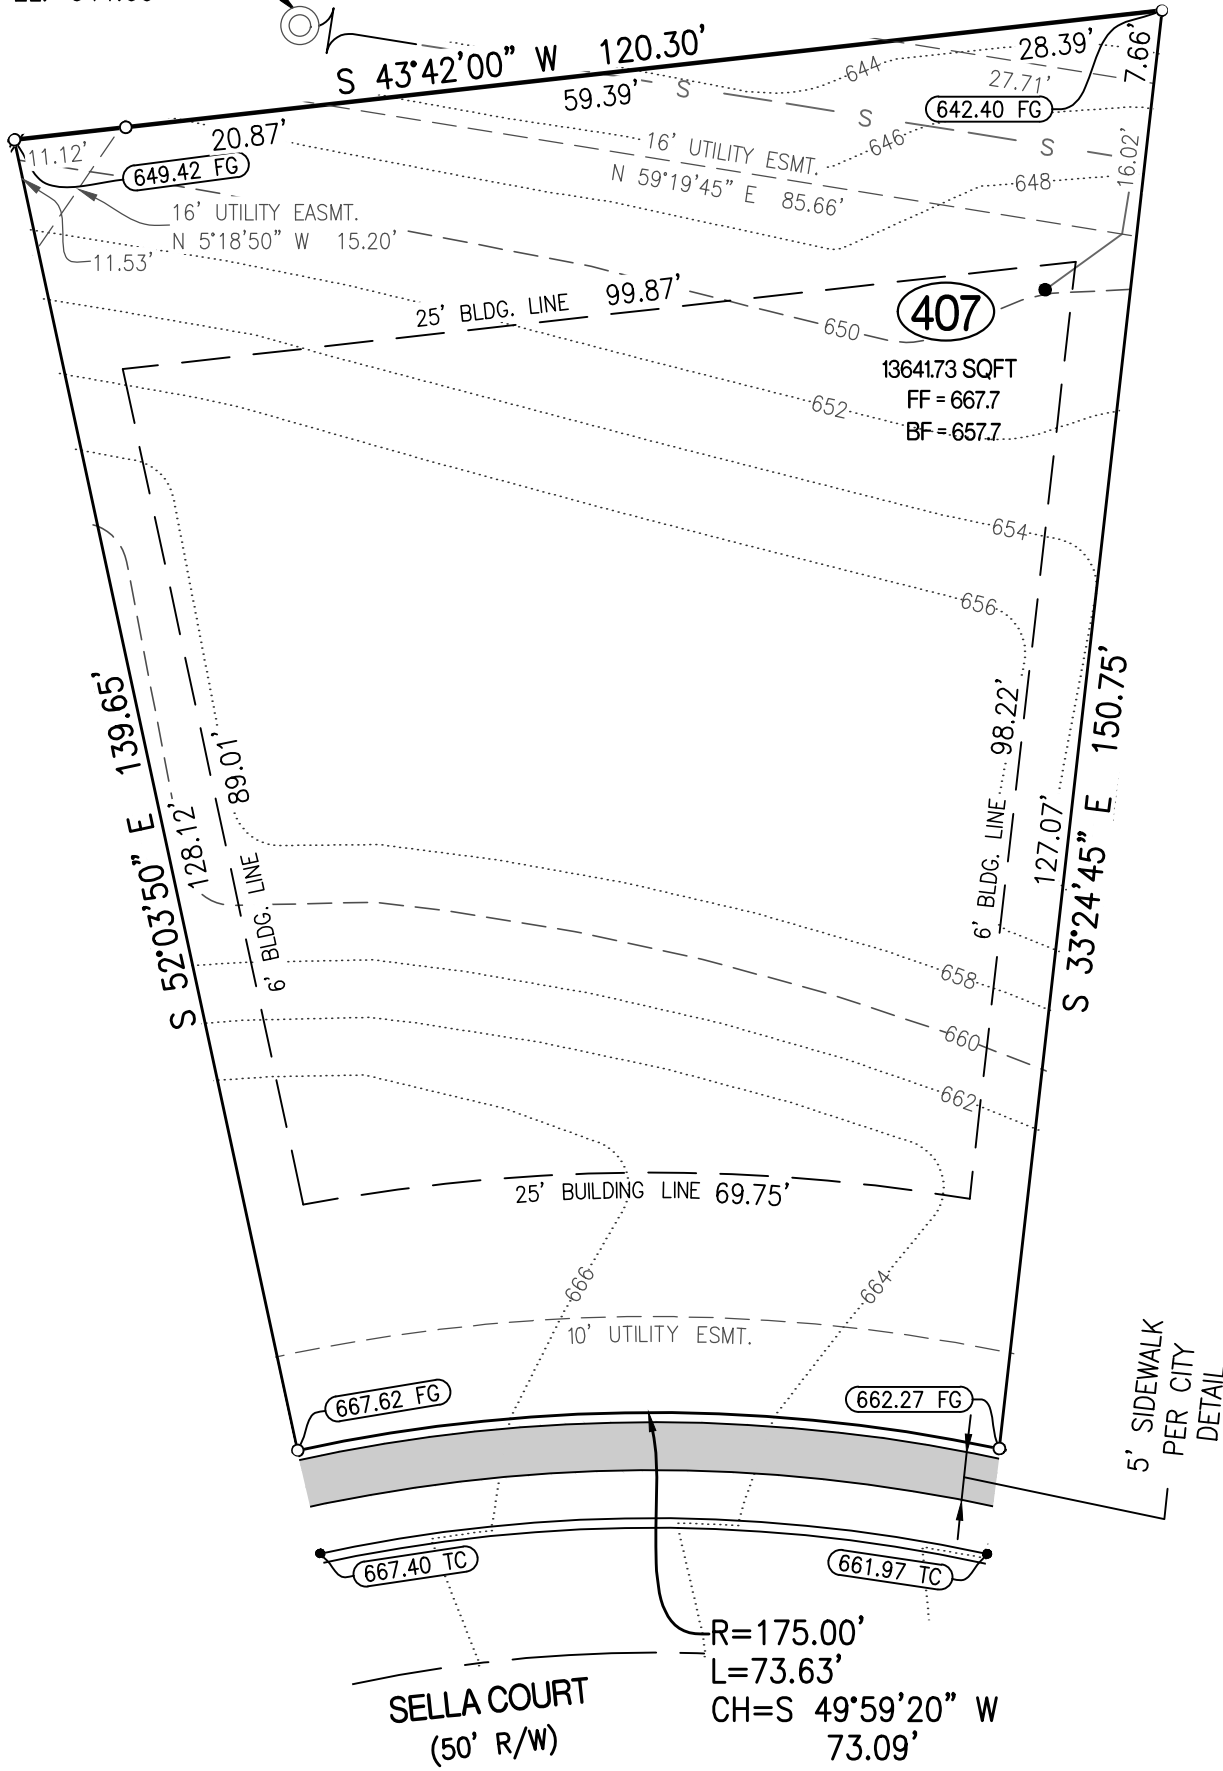 S 43°42'00" W 120.30'
28.39'
7.66'
644
27.71'
59.39'
S
642.40 FG
20.87'
S
646
16' UTILITY ESMT.
N 59°19'45" E 85.66'
S
16.02'
11.12'
649.42 FG
648
16' UTILITY EASMT.
N 5°18'50" W 15.20'
11.53'
25' BLDG. LINE 99.87'
650
407
13641.73 SQFT
FF = 667.7
BF = 657.7
652
654
656
S 52°03'50" E 139.65'
128.12'
89.01'
6' BLDG. LINE
6' BLDG. LINE 98.22'
127.07'
S 33°24'45" E 150.75'
658
660
662
25' BUILDING LINE 69.75'
666
664
10' UTILITY ESMT.
667.62 FG
662.27 FG
5' SIDEWALK
PER CITY
DETAIL
667.40 TC
661.97 TC
R=175.00'
L=73.63'
CH=S 49°59'20" W
73.09'
SELLA COURT
(50' R/W)